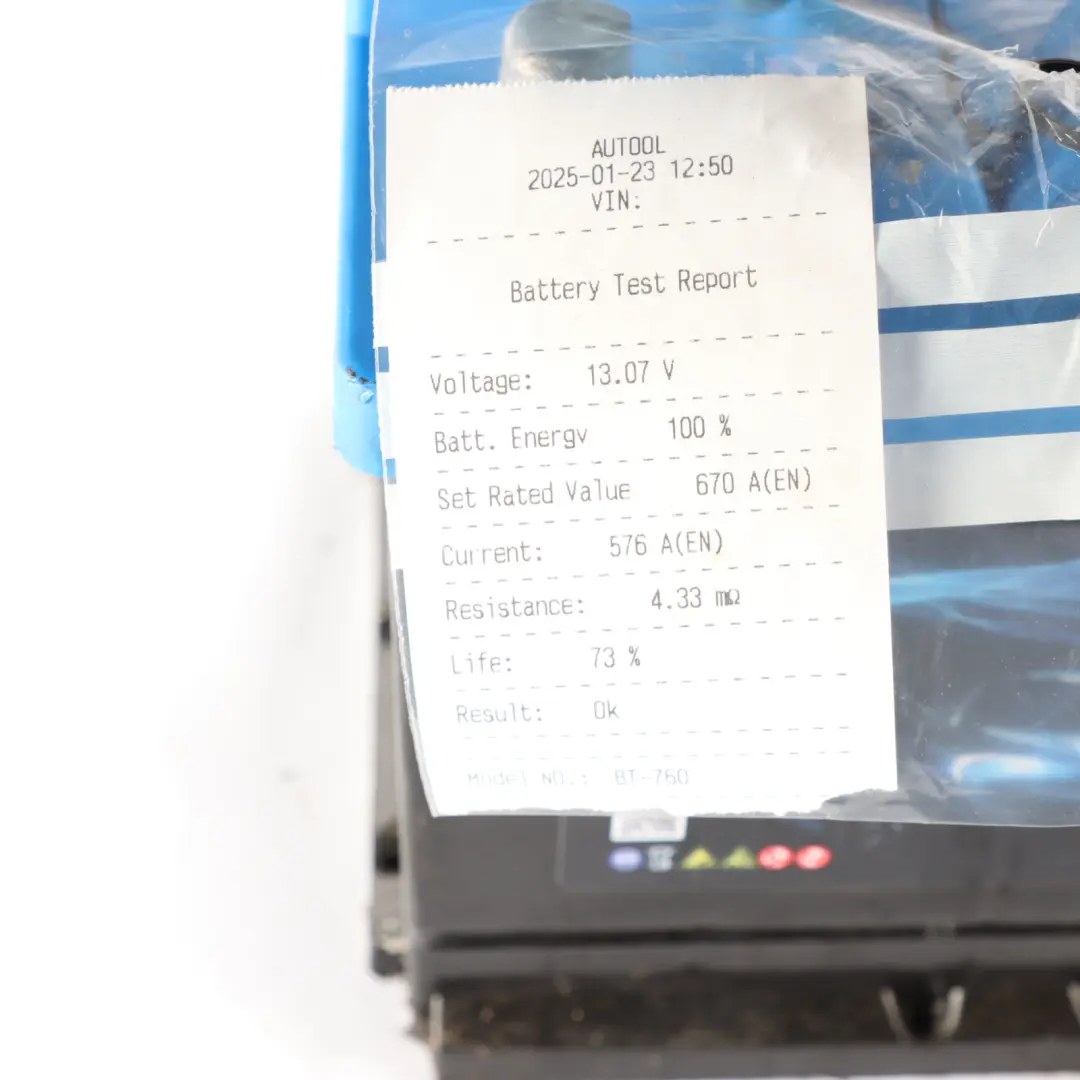 AUTOOL
2025-01-23 12:50
VIN:
Battery Test Report
Voltage: 13.07 V
Batt. Energy 100 %
Set Rated Value 670 A(EN)
Current: 576 A(EN)
Resistance: 4.33 mΩ
Life: 73 %
Result: Ok
Model NO.: BT-760